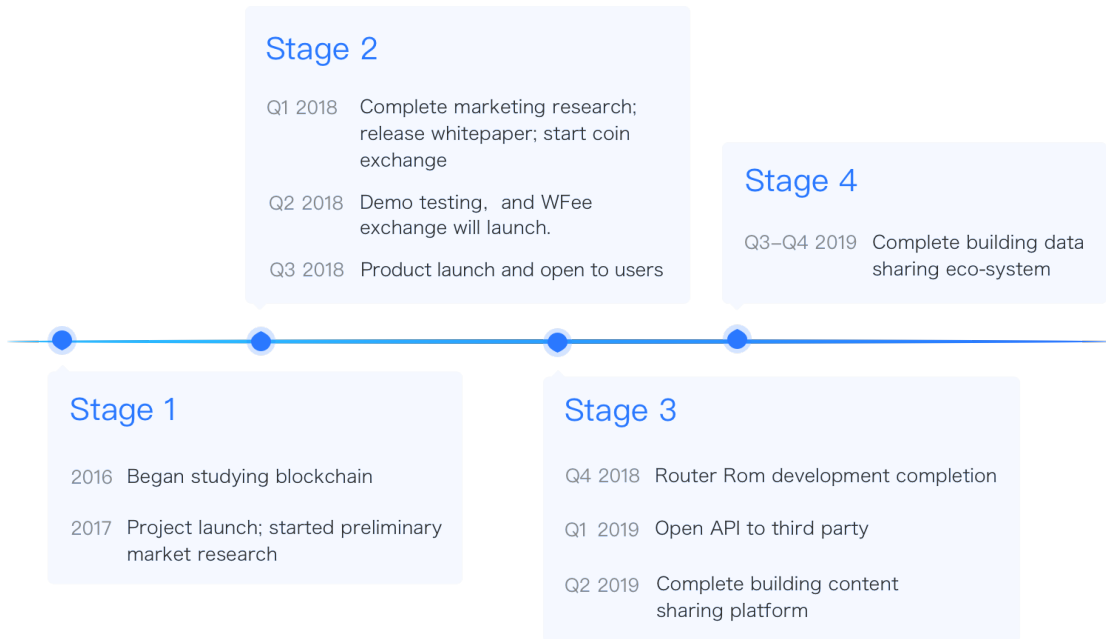 Stage 2
Q1 2018 Complete marketing research;
release whitepaper; start coin
exchange
Q2 2018 Demo testing, and WFee
exchange will launch.
Q3 2018 Product launch and open to users
Stage 4
Q3–Q4 2019 Complete building data
sharing eco-system
Stage 1
2016 Began studying blockchain
2017 Project launch; started preliminary
market research
Stage 3
Q4 2018 Router Rom development completion
Q1 2019 Open API to third party
Q2 2019 Complete building content
sharing platform